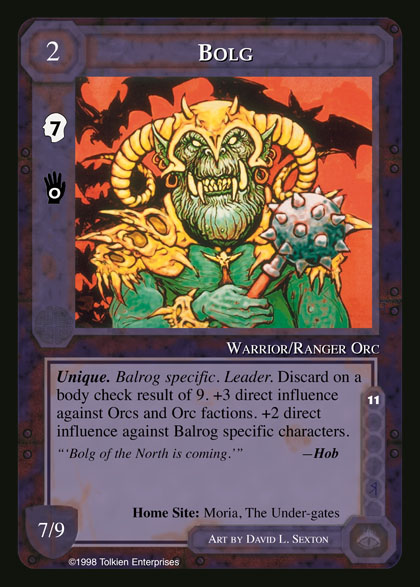 2
BOLG
7
0
WARRIOR/RANGER ORC
Unique. Balrog specific. Leader. Discard on a
body check result of 9. +3 direct influence
against Orcs and Orc factions. +2 direct
influence against Balrog specific characters.
“‘Bolg of the North is coming.’” —Hob
11
Home Site: Moria, The Under-gates
7/9
ART BY DAVID L. SEXTON
©1998 Tolkien Enterprises